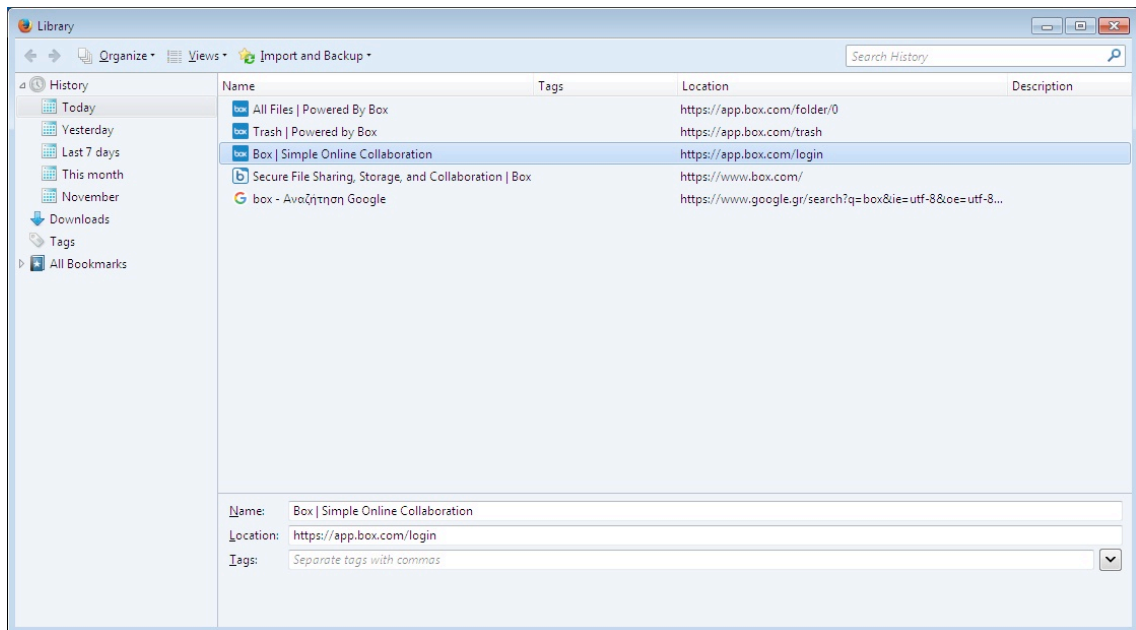 Library
Organize Views Import and Backup Search History
History
Today
Yesterday
Last 7 days
This month
November
Downloads
Tags
All Bookmarks
Name Tags Location Description
box All Files | Powered By Box https://app.box.com/folder/0
box Trash | Powered by Box https://app.box.com/trash
box Box | Simple Online Collaboration https://app.box.com/login
b Secure File Sharing, Storage, and Collaboration | Box https://www.box.com/
G box - Αναζήτηση Google https://www.google.gr/search?q=box&ie=utf-8&oe=utf-8...
Name: Box | Simple Online Collaboration
Location: https://app.box.com/login
Tags: Separate tags with commas